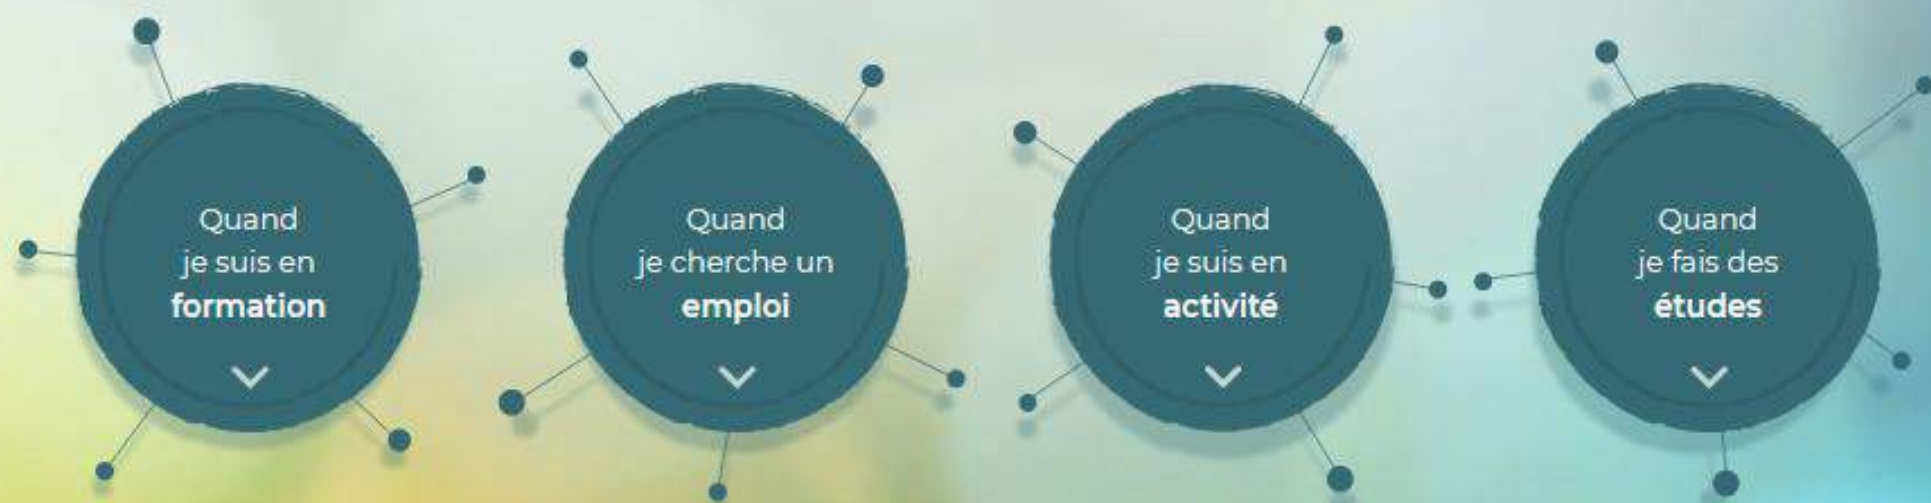 Quand
je suis en
formation
Quand
je cherche un
emploi
Quand
je suis en
activité
Quand
je fais des
études